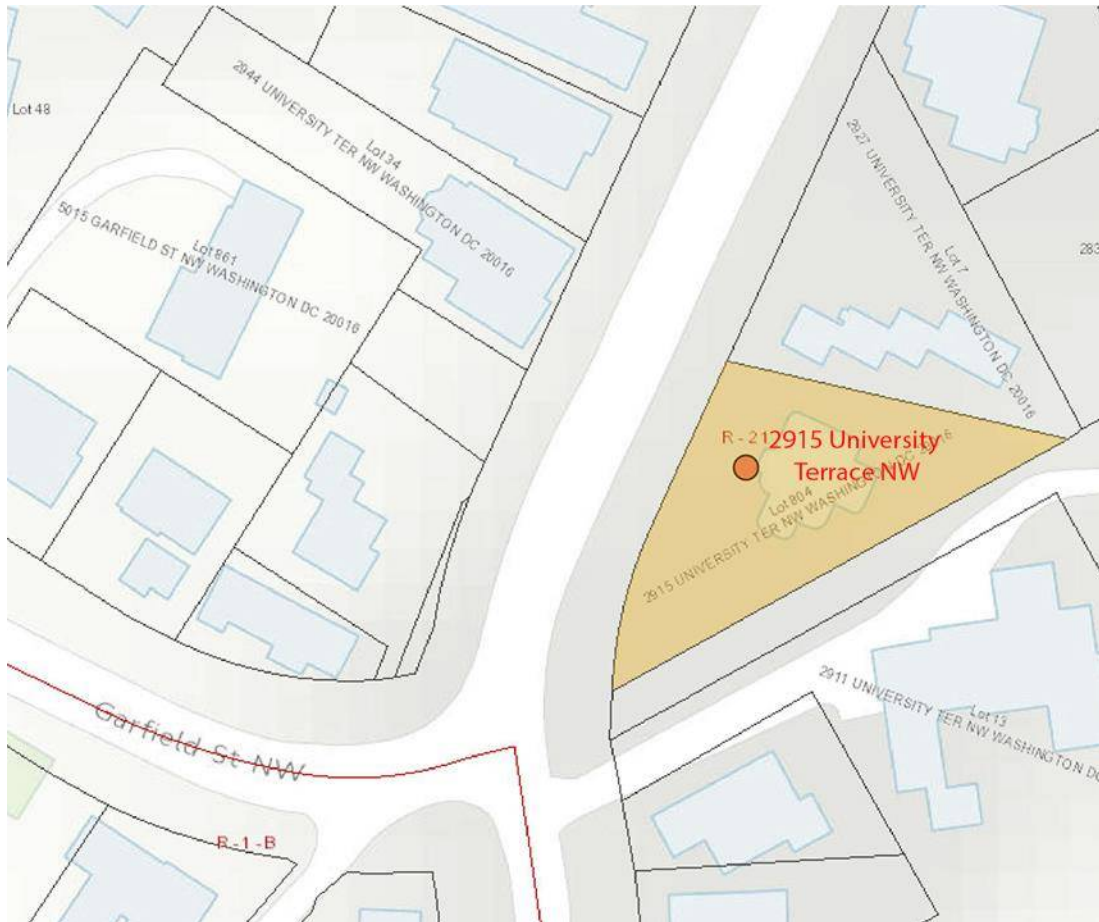 Lot 48
2944 UNIVERSITY TER NW WASHINGTON DC 20016
Lot 34
Lot 861
5015 GARFIELD ST NW WASHINGTON DC 20016
2927 UNIVERSITY TER NW WASHINGTON DC 20016
Lot 7
283
R - 21
2915 University
Terrace NW
Lot 804
2915 UNIVERSITY TER NW WASHINGTON DC 20016
2911 UNIVERSITY TER NW WASHINGTON DC
Lot 13
Garfield St NW
R - 1 - B